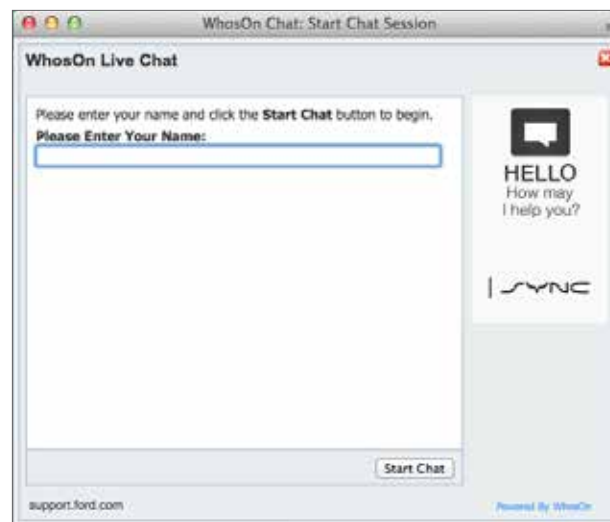 WhosOn Chat: Start Chat Session
WhosOn Live Chat
Please enter your name and click the Start Chat button to begin.
Please Enter Your Name:
HELLO
How may
I help you?
SYNC
Start Chat
support.ford.com
Powered By WhosOn